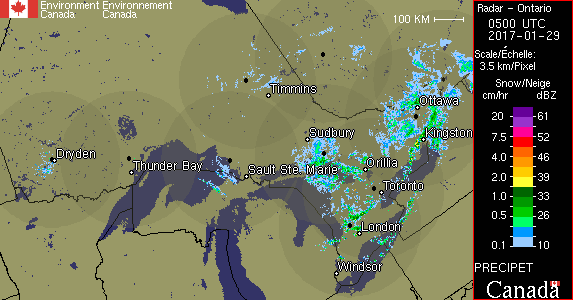 Environment Environnement
Canada Canada
100 KM
Timmins
Ottawa
Sudbury
Kingston
Dryden
Thunder Bay
Sault Ste. Marie
Orillia
Toronto
London
Windsor
Radar - Ontario
0500 UTC
2017-01-29
Scale/Échelle:
3.5 km/Pixel
Snow/Neige
cm/hr dBZ
20 61
7.5 52
4.0 46
2.0 39
1.0 33
0.5 26
0.1 10
PRECIPET
Canada